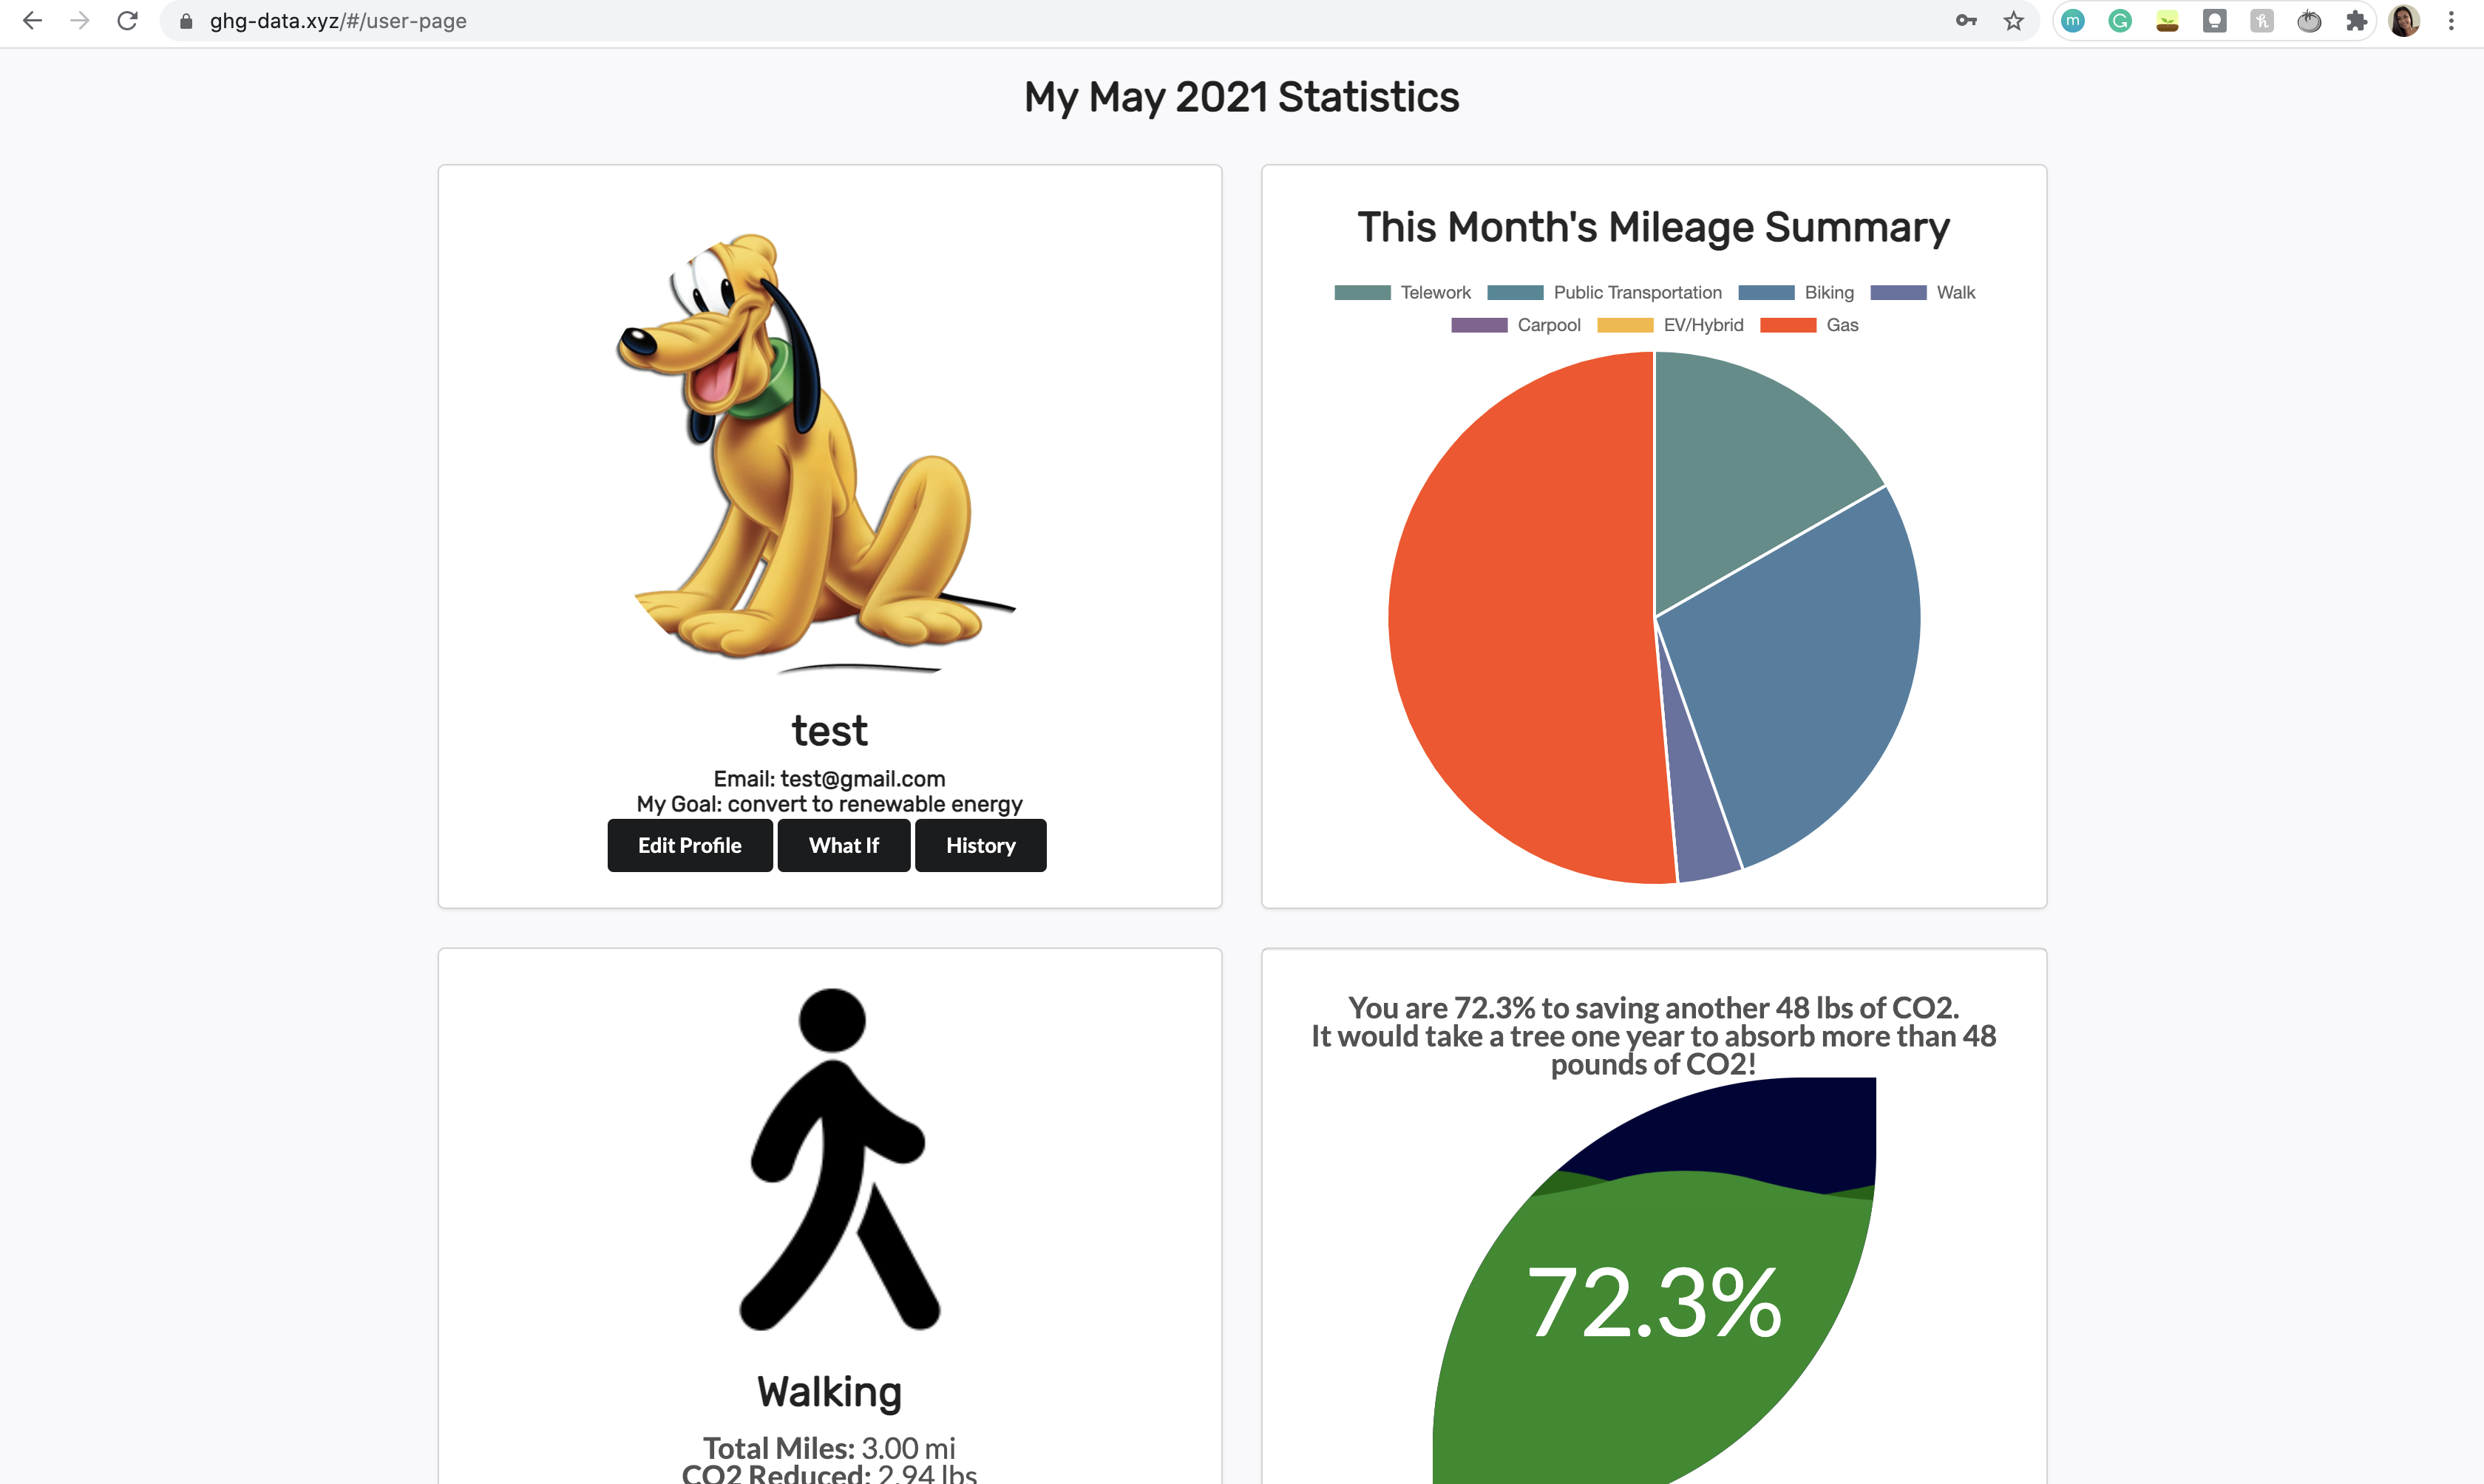 ghg-data.xyz/#/user-page
My May 2021 Statistics
test
Email: test@gmail.com
My Goal: convert to renewable energy
Edit Profile What If History
This Month's Mileage Summary
Telework Public Transportation Biking Walk
Carpool EV/Hybrid Gas
Walking
Total Miles: 3.00 mi
CO2 Reduced: 2.94 lbs
You are 72.3% to saving another 48 lbs of CO2.
It would take a tree one year to absorb more than 48
pounds of CO2!
72.3%